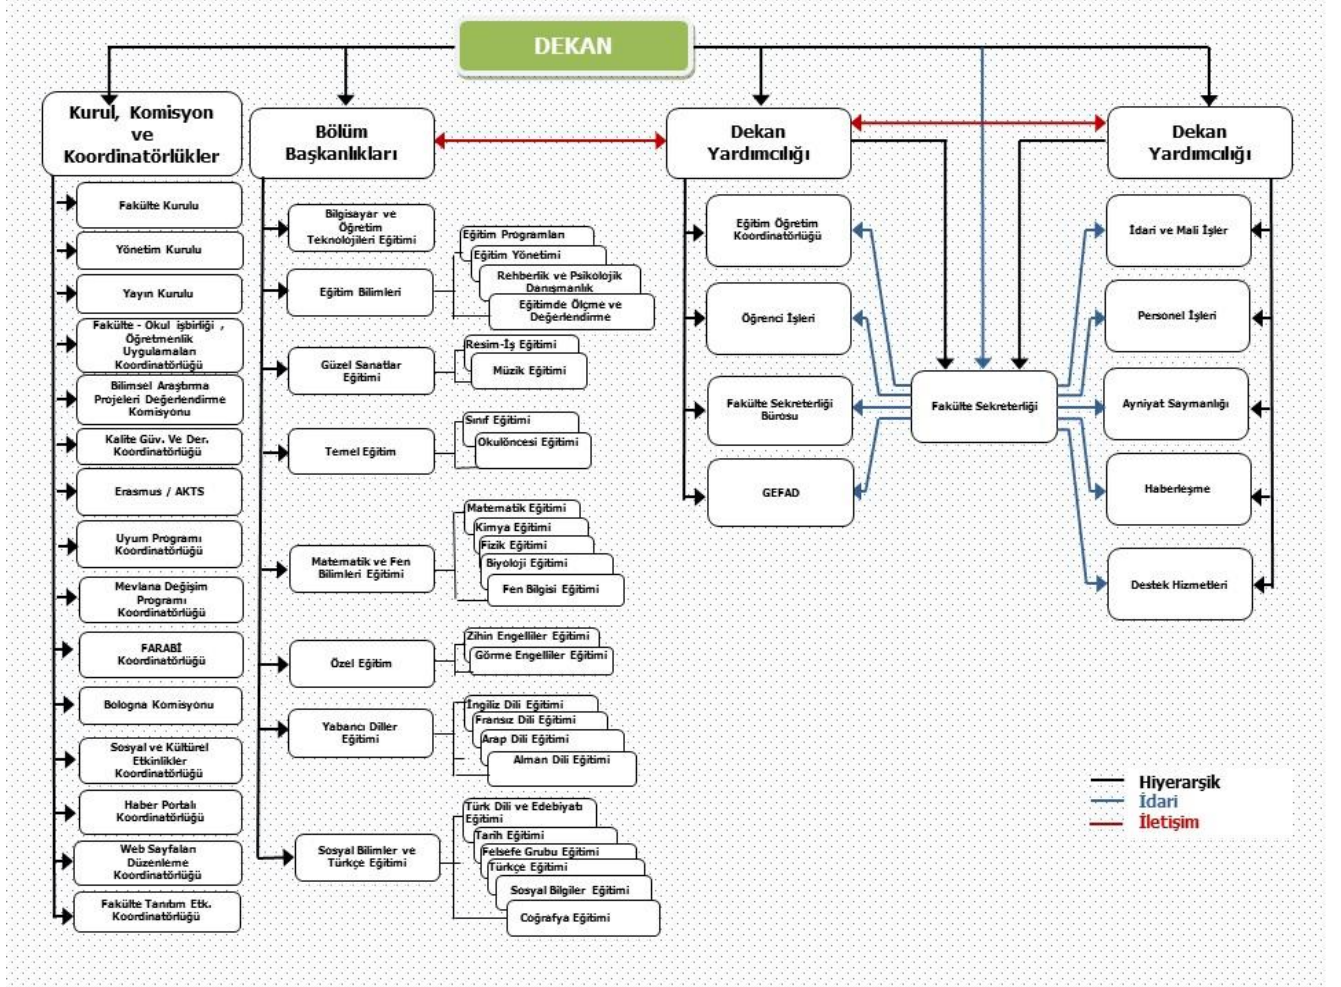 DEKAN
Kurul, Komisyon
ve
Koordinatörlükler
Fakülte Kurulu
Yönetim Kurulu
Yayın Kurulu
Fakülte - Okul işbirliği ,
Öğretmenlik
Uygulamaları
Koordinatörlüğü
Bilimsel Araştırma
Projeleri Değerlendirme
Komisyonu
Kalite Güv. Ve Der.
Koordinatörlüğü
Erasmus / AKTS
Uyum Programı
Koordinatörlüğü
Mevlana Değişim
Programı
Koordinatörlüğü
FARABİ
Koordinatörlüğü
Bologna Komisyonu
Sosyal ve Kültürel
Etkinlikler
Koordinatörlüğü
Haber Portalı
Koordinatörlüğü
Web Sayfaları
Düzenleme
Koordinatörlüğü
Fakülte Tanıtım Etk.
Koordinatörlüğü
Bölüm
Başkanlıkları
Bilgisayar ve
Öğretim
Teknolojileri Eğitimi
Eğitim Bilimleri
Eğitim Programları
Eğitim Yönetimi
Rehberlik ve Psikolojik
Danışmanlık
Eğitimde Ölçme ve
Değerlendirme
Güzel Sanatlar
Eğitimi
Resim-İş Eğitimi
Müzik Eğitimi
Temel Eğitim
Sınıf Eğitimi
Okulöncesi Eğitimi
Matematik ve Fen
Bilimleri Eğitimi
Matematik Eğitimi
Kimya Eğitimi
Fizik Eğitimi
Biyoloji Eğitimi
Fen Bilgisi Eğitimi
Özel Eğitim
Zihin Engelliler Eğitimi
Görme Engelliler Eğitimi
Yabancı Diller
Eğitimi
İngiliz Dili Eğitimi
Fransız Dili Eğitimi
Arap Dili Eğitimi
Alman Dili Eğitimi
Sosyal Bilimler ve
Türkçe Eğitimi
Türk Dili ve Edebiyatı
Eğitimi
Tarih Eğitimi
Felsefe Grubu Eğitimi
Türkçe Eğitimi
Sosyal Bilgiler Eğitimi
Coğrafya Eğitimi
Dekan
Yardımcılığı
Eğitim Öğretim
Koordinatörlüğü
Öğrenci İşleri
Fakülte Sekreterliği
Bürosu
GEFAD
Fakülte Sekreterliği
Dekan
Yardımcılığı
İdari ve Mali İşler
Personel İşleri
Ayniyat Saymanlığı
Haberleşme
Destek Hizmetleri
Hiyerarşik
İdari
İletişim